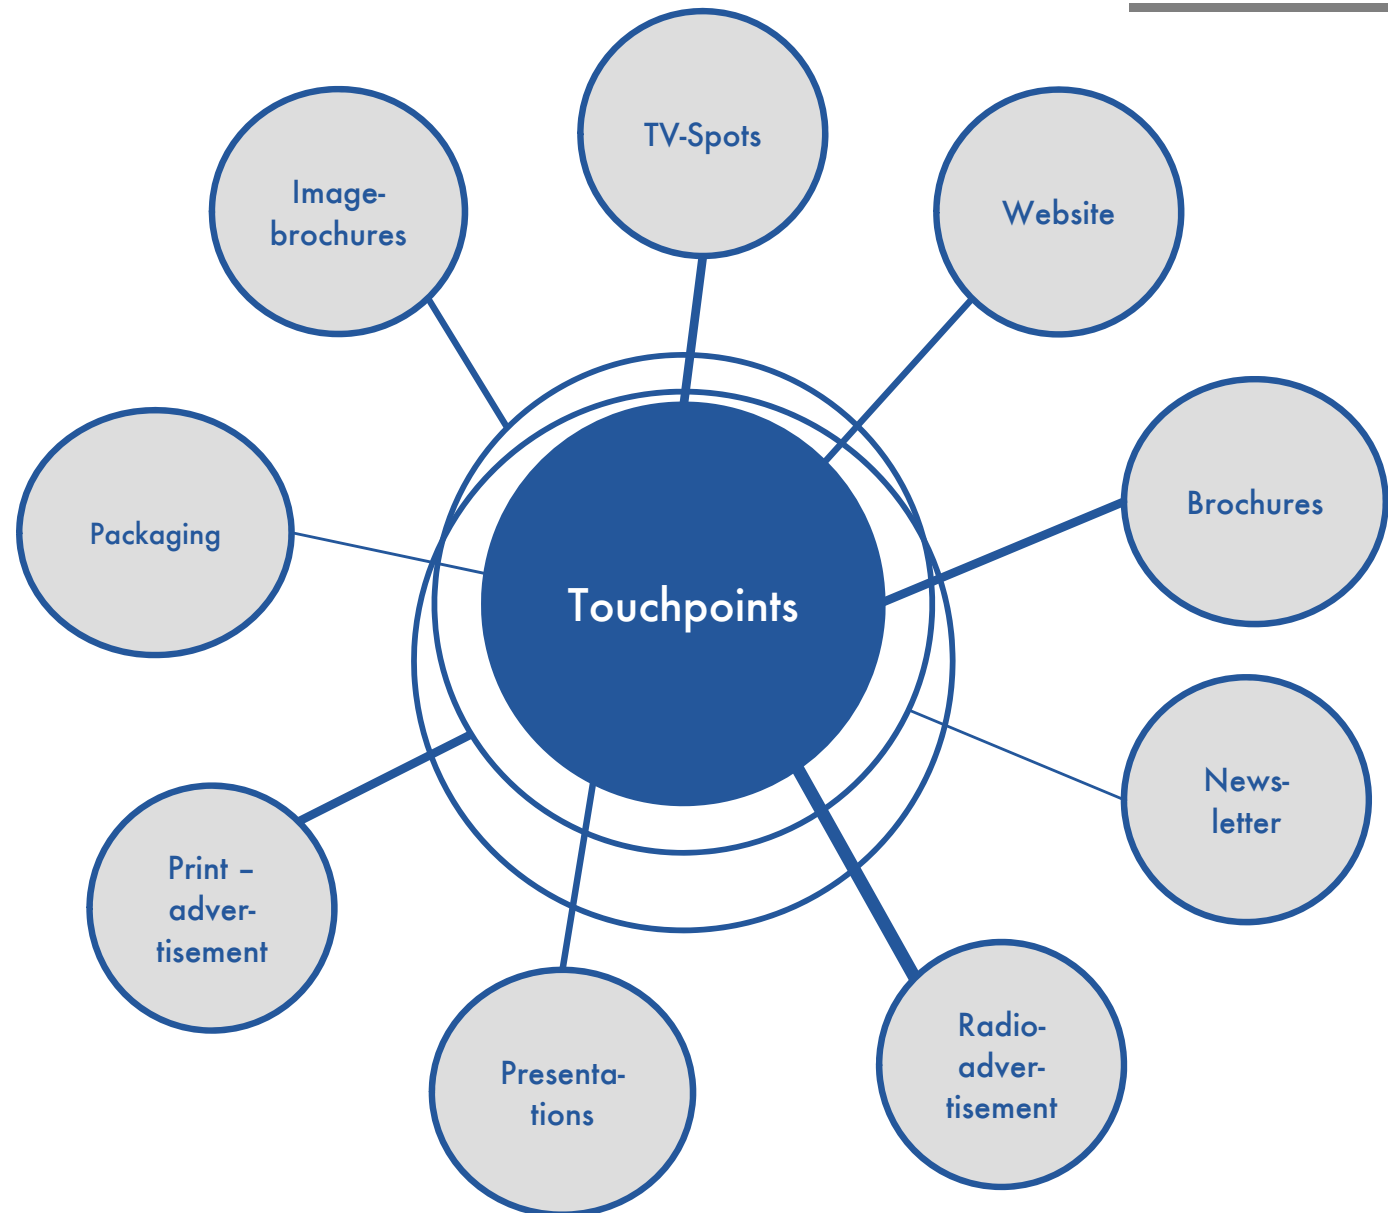 TV-Spots
Image-
brochures
Website
Brochures
Packaging
Touchpoints
News-
letter
Print –
adver-
tisement
Radio-
adver-
tisement
Presenta-
tions